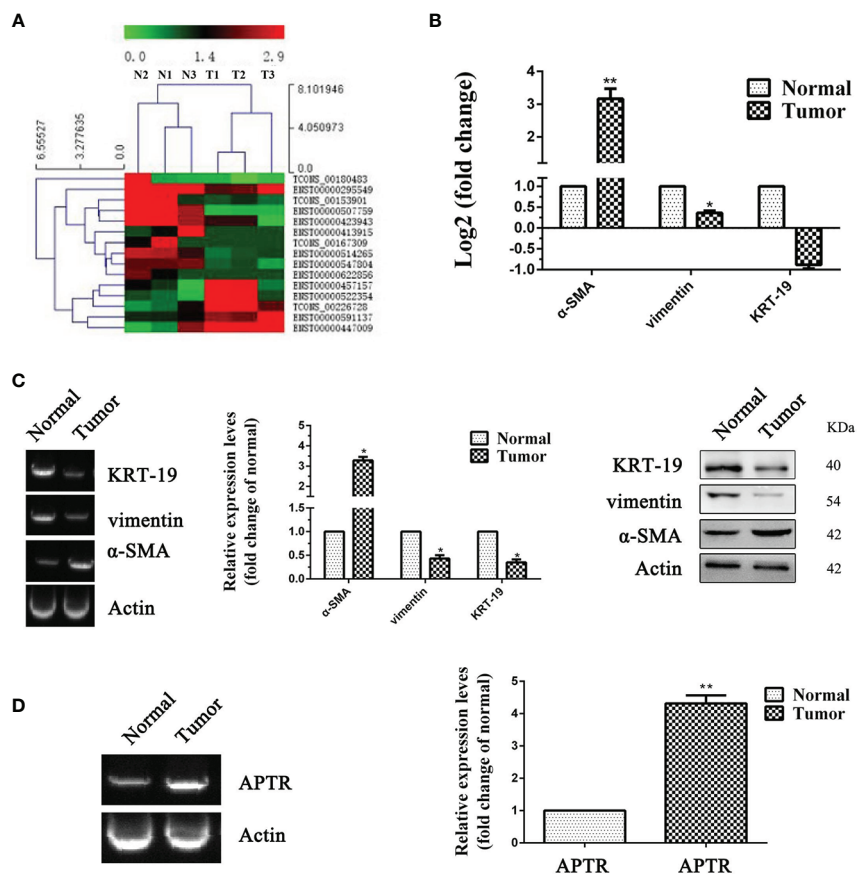 A
0.0 1.4 2.9
N2 N1 N3 T1 T2 T3
8.101946
4.050973
0.0
6.55527
3.277635
0.0
TCONS_00180483
ENST00000295549
TCONS_00153901
ENST00000507759
ENST00000423943
ENST00000413915
TCONS_00167309
ENST00000514265
ENST00000547804
ENST00000622856
ENST00000457157
ENST00000522354
TCONS_00226728
ENST00000591137
ENST00000447009
B
Log2 (fold change)
4
3
2
1.0
0.5
0.0
-0.5
-1.0
**
*
Normal
Tumor
α-SMA
vimentin
KRT-19
C
Normal Tumor
KRT-19
vimentin
α-SMA
Actin
Relative expression leves
(fold change of normal)
5
4
3
2
1.0
0.5
0.0
*
*
*
Normal
Tumor
α-SMA
vimentin
KRT-19
Normal Tumor
KDa
KRT-19 40
vimentin 54
α-SMA 42
Actin 42
D
Normal Tumor
APTR
Actin
Relative expression leves
(fold change of normal)
5
4
3
2
1
0
**
Normal
Tumor
APTR APTR